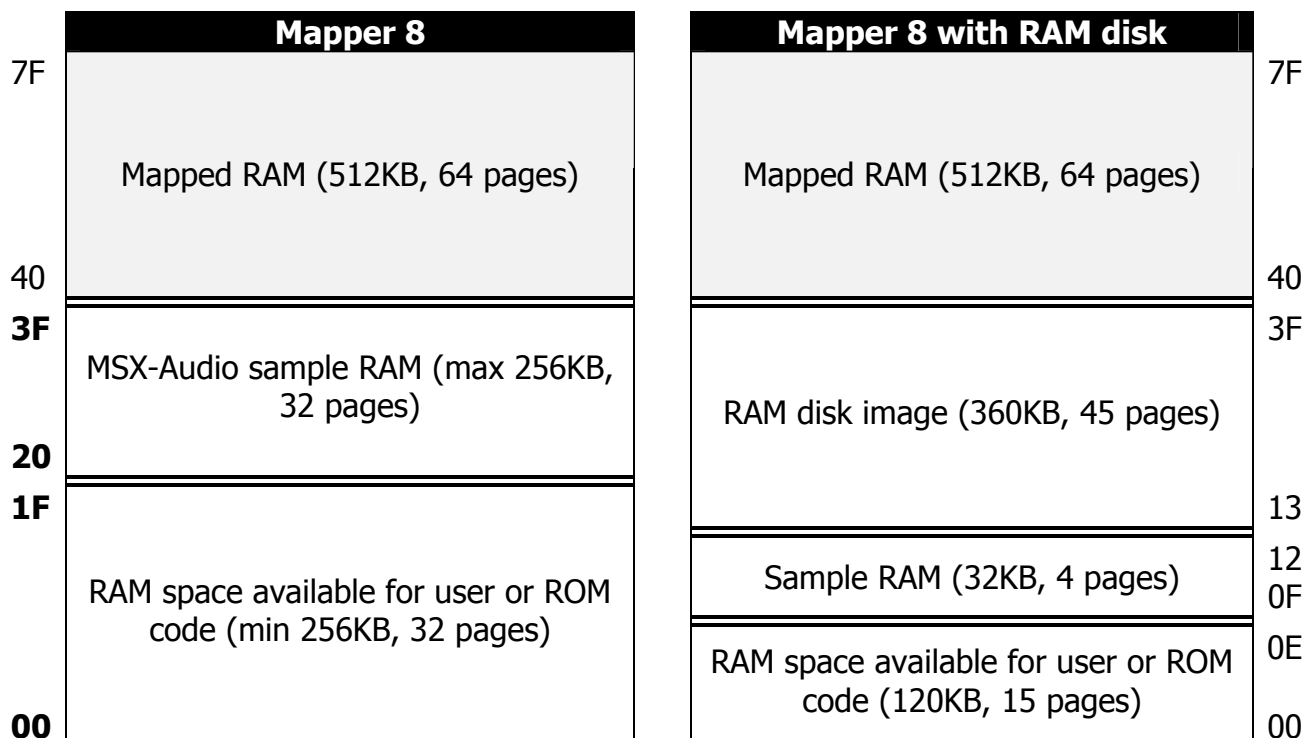 Mapper 8
7F
Mapped RAM (512KB, 64 pages)
40
3F
MSX-Audio sample RAM (max 256KB,
32 pages)
20
1F
RAM space available for user or ROM
code (min 256KB, 32 pages)
00
Mapper 8 with RAM disk
7F
Mapped RAM (512KB, 64 pages)
40
3F
RAM disk image (360KB, 45 pages)
13
12
Sample RAM (32KB, 4 pages)
0F
0E
RAM space available for user or ROM
code (120KB, 15 pages)
00